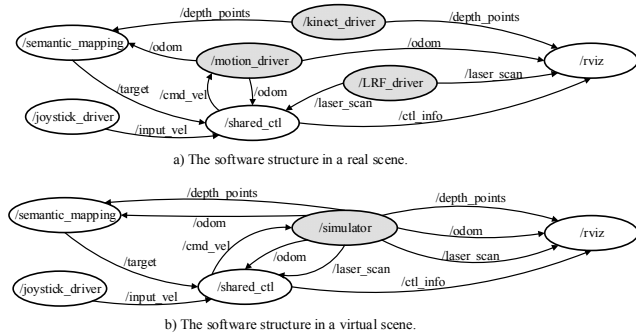 /depth_points
/kinect_driver
/depth_points
/semantic_mapping
/odom
/motion_driver
/odom
/rviz
/target
/cmd_vel
/odom
/LRF_driver
/laser_scan
/laser_scan
/joystick_driver
/input_vel
/shared_ctl
/ctl_info
a) The software structure in a real scene.
/depth_points
/depth_points
/semantic_mapping
/odom
/simulator
/odom
/rviz
/cmd_vel
/target
/odom
/laser_scan
/laser_scan
/joystick_driver
/input_vel
/shared_ctl
/ctl_info
b) The software structure in a virtual scene.